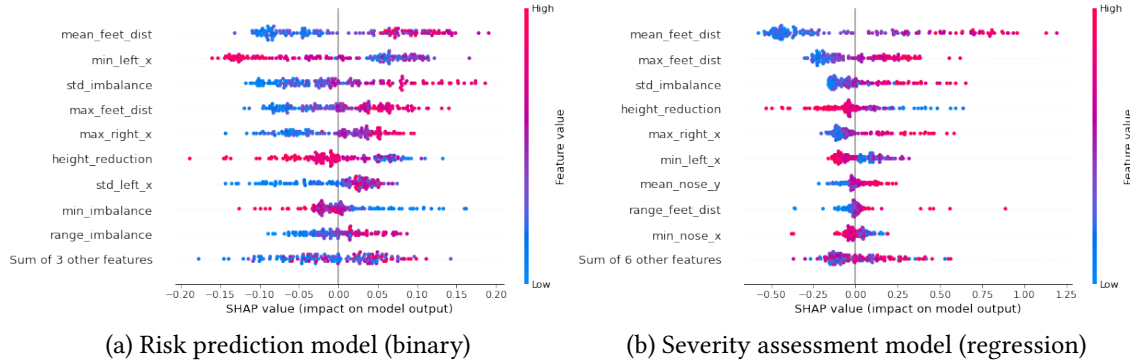 High
mean_feet_dist
min_left_x
std_imbalance
max_feet_dist
max_right_x
height_reduction
std_left_x
min_imbalance
range_imbalance
Sum of 3 other features
Feature value
Low
−0.20 −0.15 −0.10 −0.05 0.00 0.05 0.10 0.15 0.20
SHAP value (impact on model output)
(a) Risk prediction model (binary)
High
mean_feet_dist
max_feet_dist
std_imbalance
height_reduction
max_right_x
min_left_x
mean_nose_y
range_feet_dist
min_nose_x
Sum of 6 other features
Feature value
Low
−0.50 −0.25 0.00 0.25 0.50 0.75 1.00 1.25
SHAP value (impact on model output)
(b) Severity assessment model (regression)